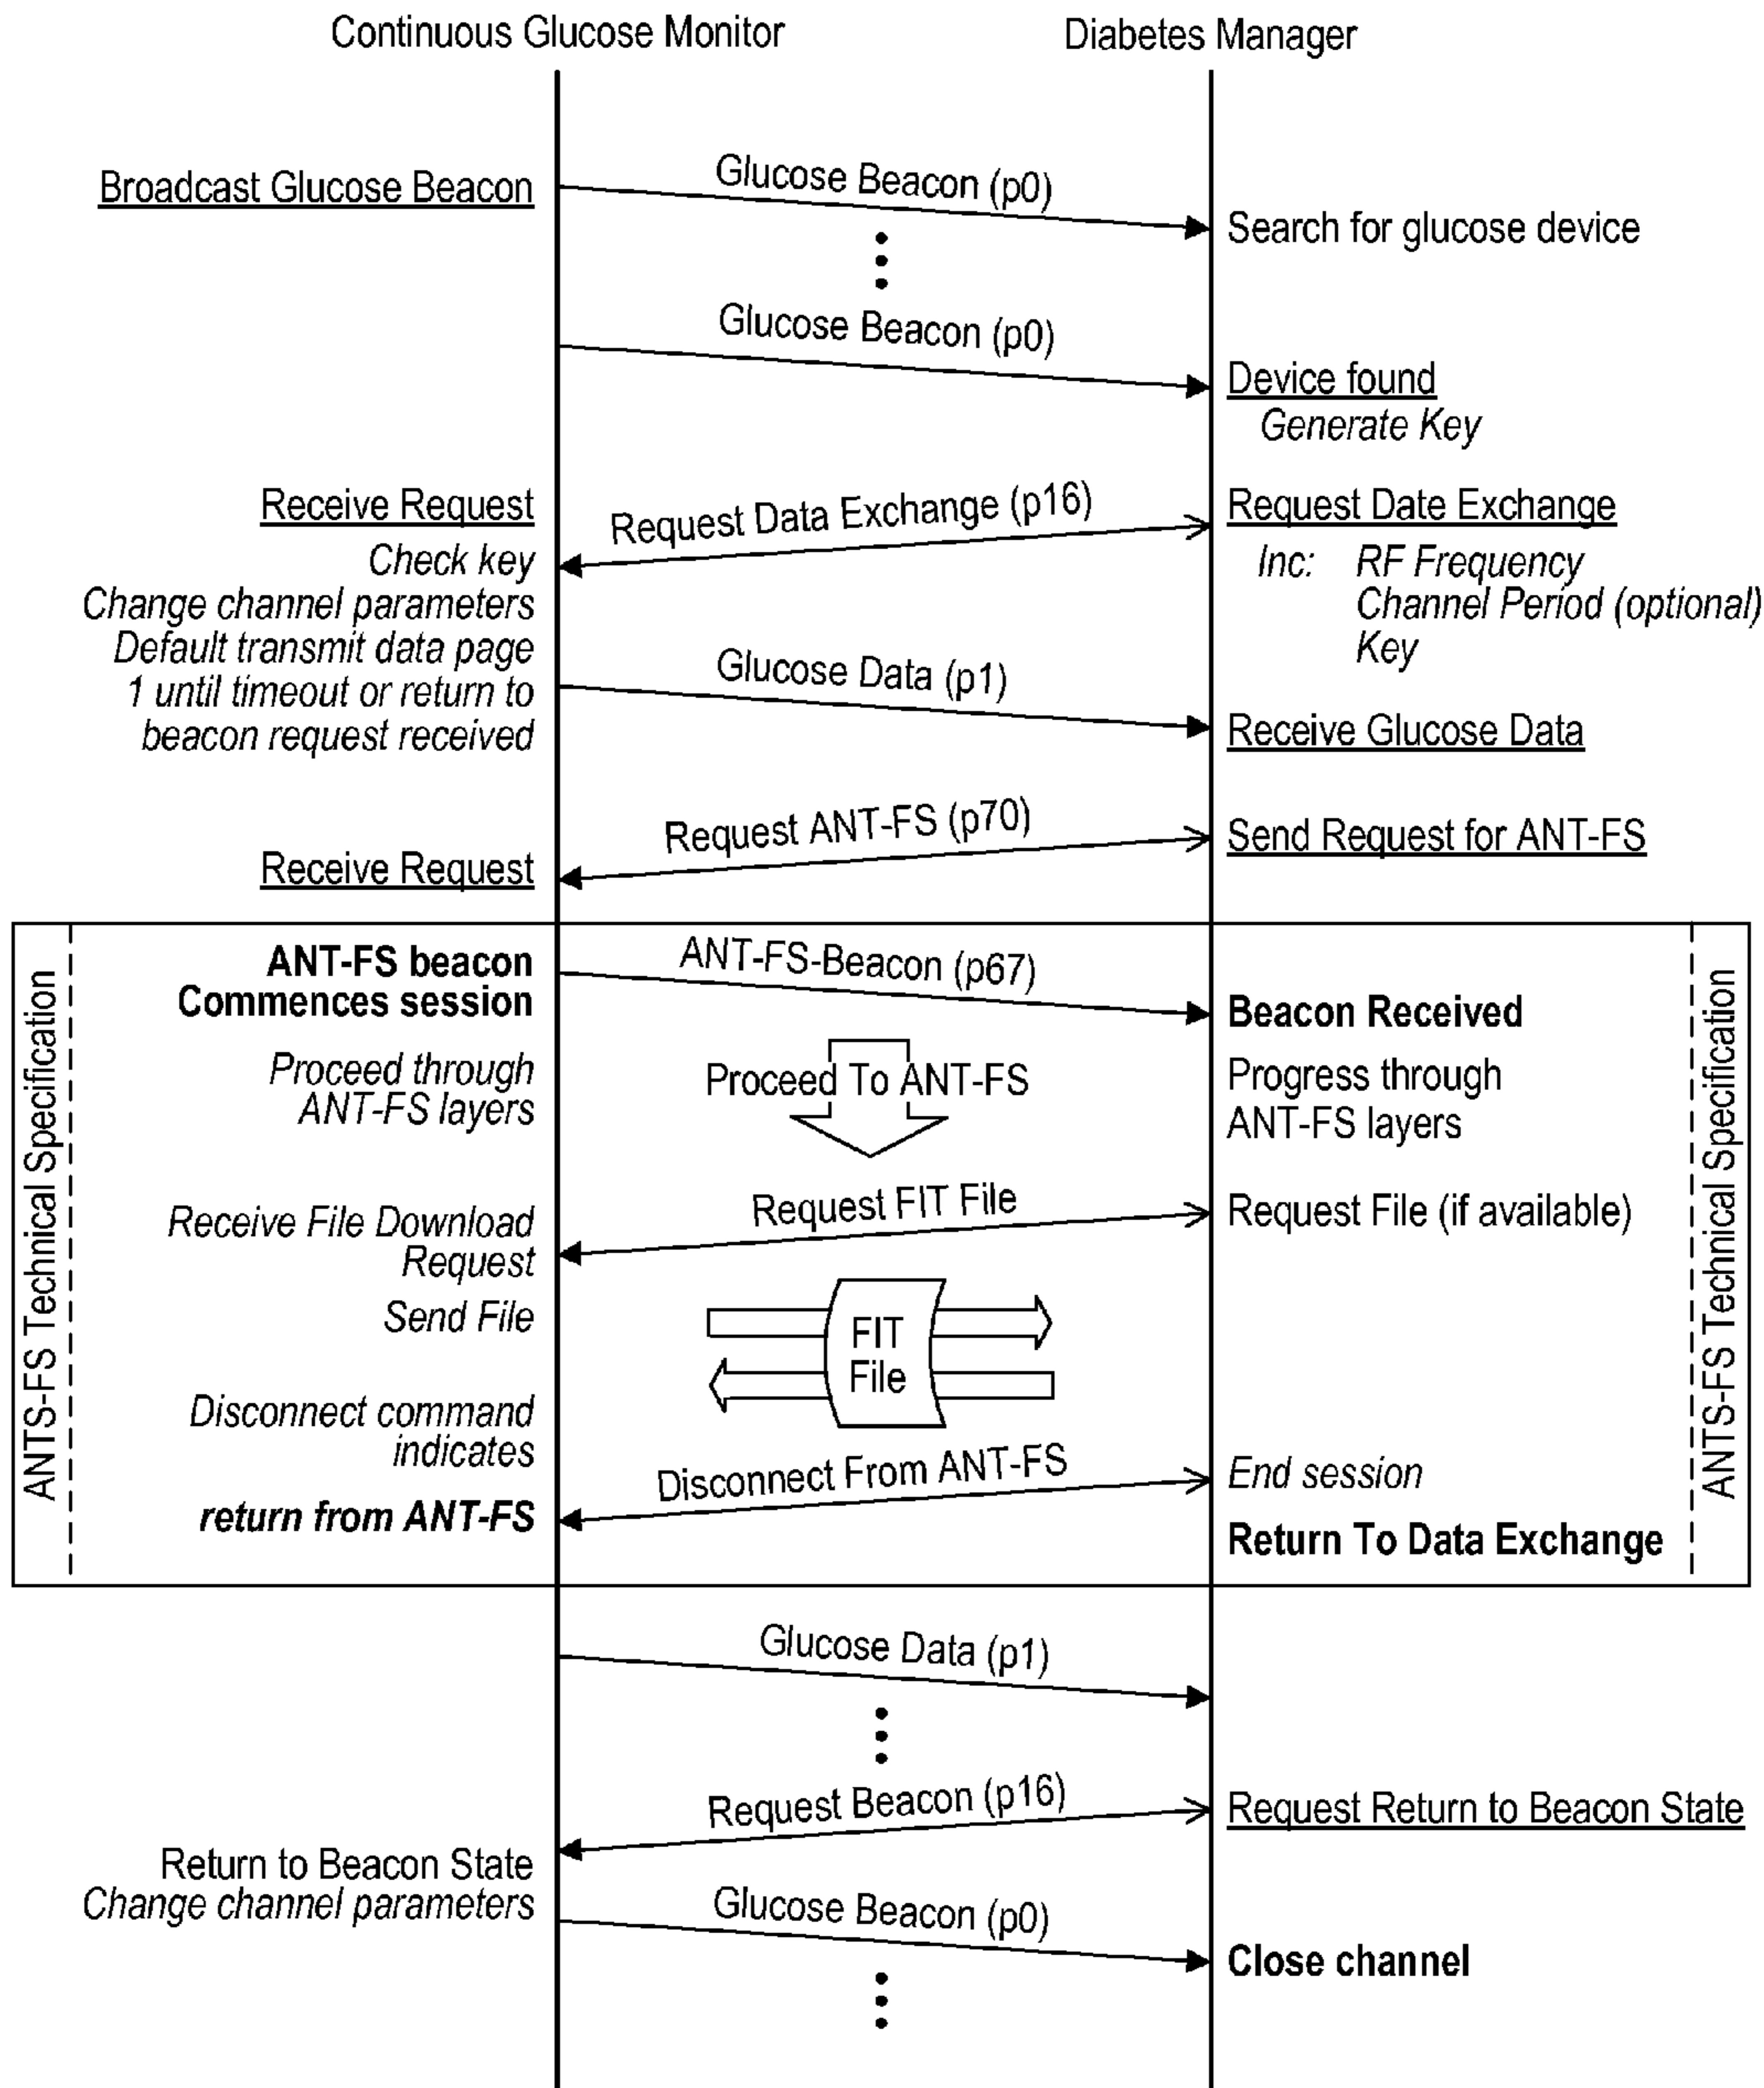 Continuous Glucose Monitor
Diabetes Manager
Broadcast Glucose Beacon
Glucose Beacon (p0)
Search for glucose device
Glucose Beacon (p0)
Device found
Generate Key
Receive Request
Request Data Exchange (p16)
Request Date Exchange
Check key
Change channel parameters
Default transmit data page
1 until timeout or return to
beacon request received
Inc: RF Frequency
Channel Period (optional)
Key
Glucose Data (p1)
Receive Glucose Data
Request ANT-FS (p70)
Send Request for ANT-FS
Receive Request
ANTS-FS Technical Specification
ANT-FS beacon
Commences session
ANT-FS-Beacon (p67)
Beacon Received
Proceed through
ANT-FS layers
Proceed To ANT-FS
Progress through
ANT-FS layers
Receive File Download
Request
Request FIT File
Request File (if available)
Send File
FIT
File
Disconnect command
indicates
Disconnect From ANT-FS
End session
return from ANT-FS
Return To Data Exchange
ANTS-FS Technical Specification
Glucose Data (p1)
Request Beacon (p16)
Request Return to Beacon State
Return to Beacon State
Change channel parameters
Glucose Beacon (p0)
Close channel